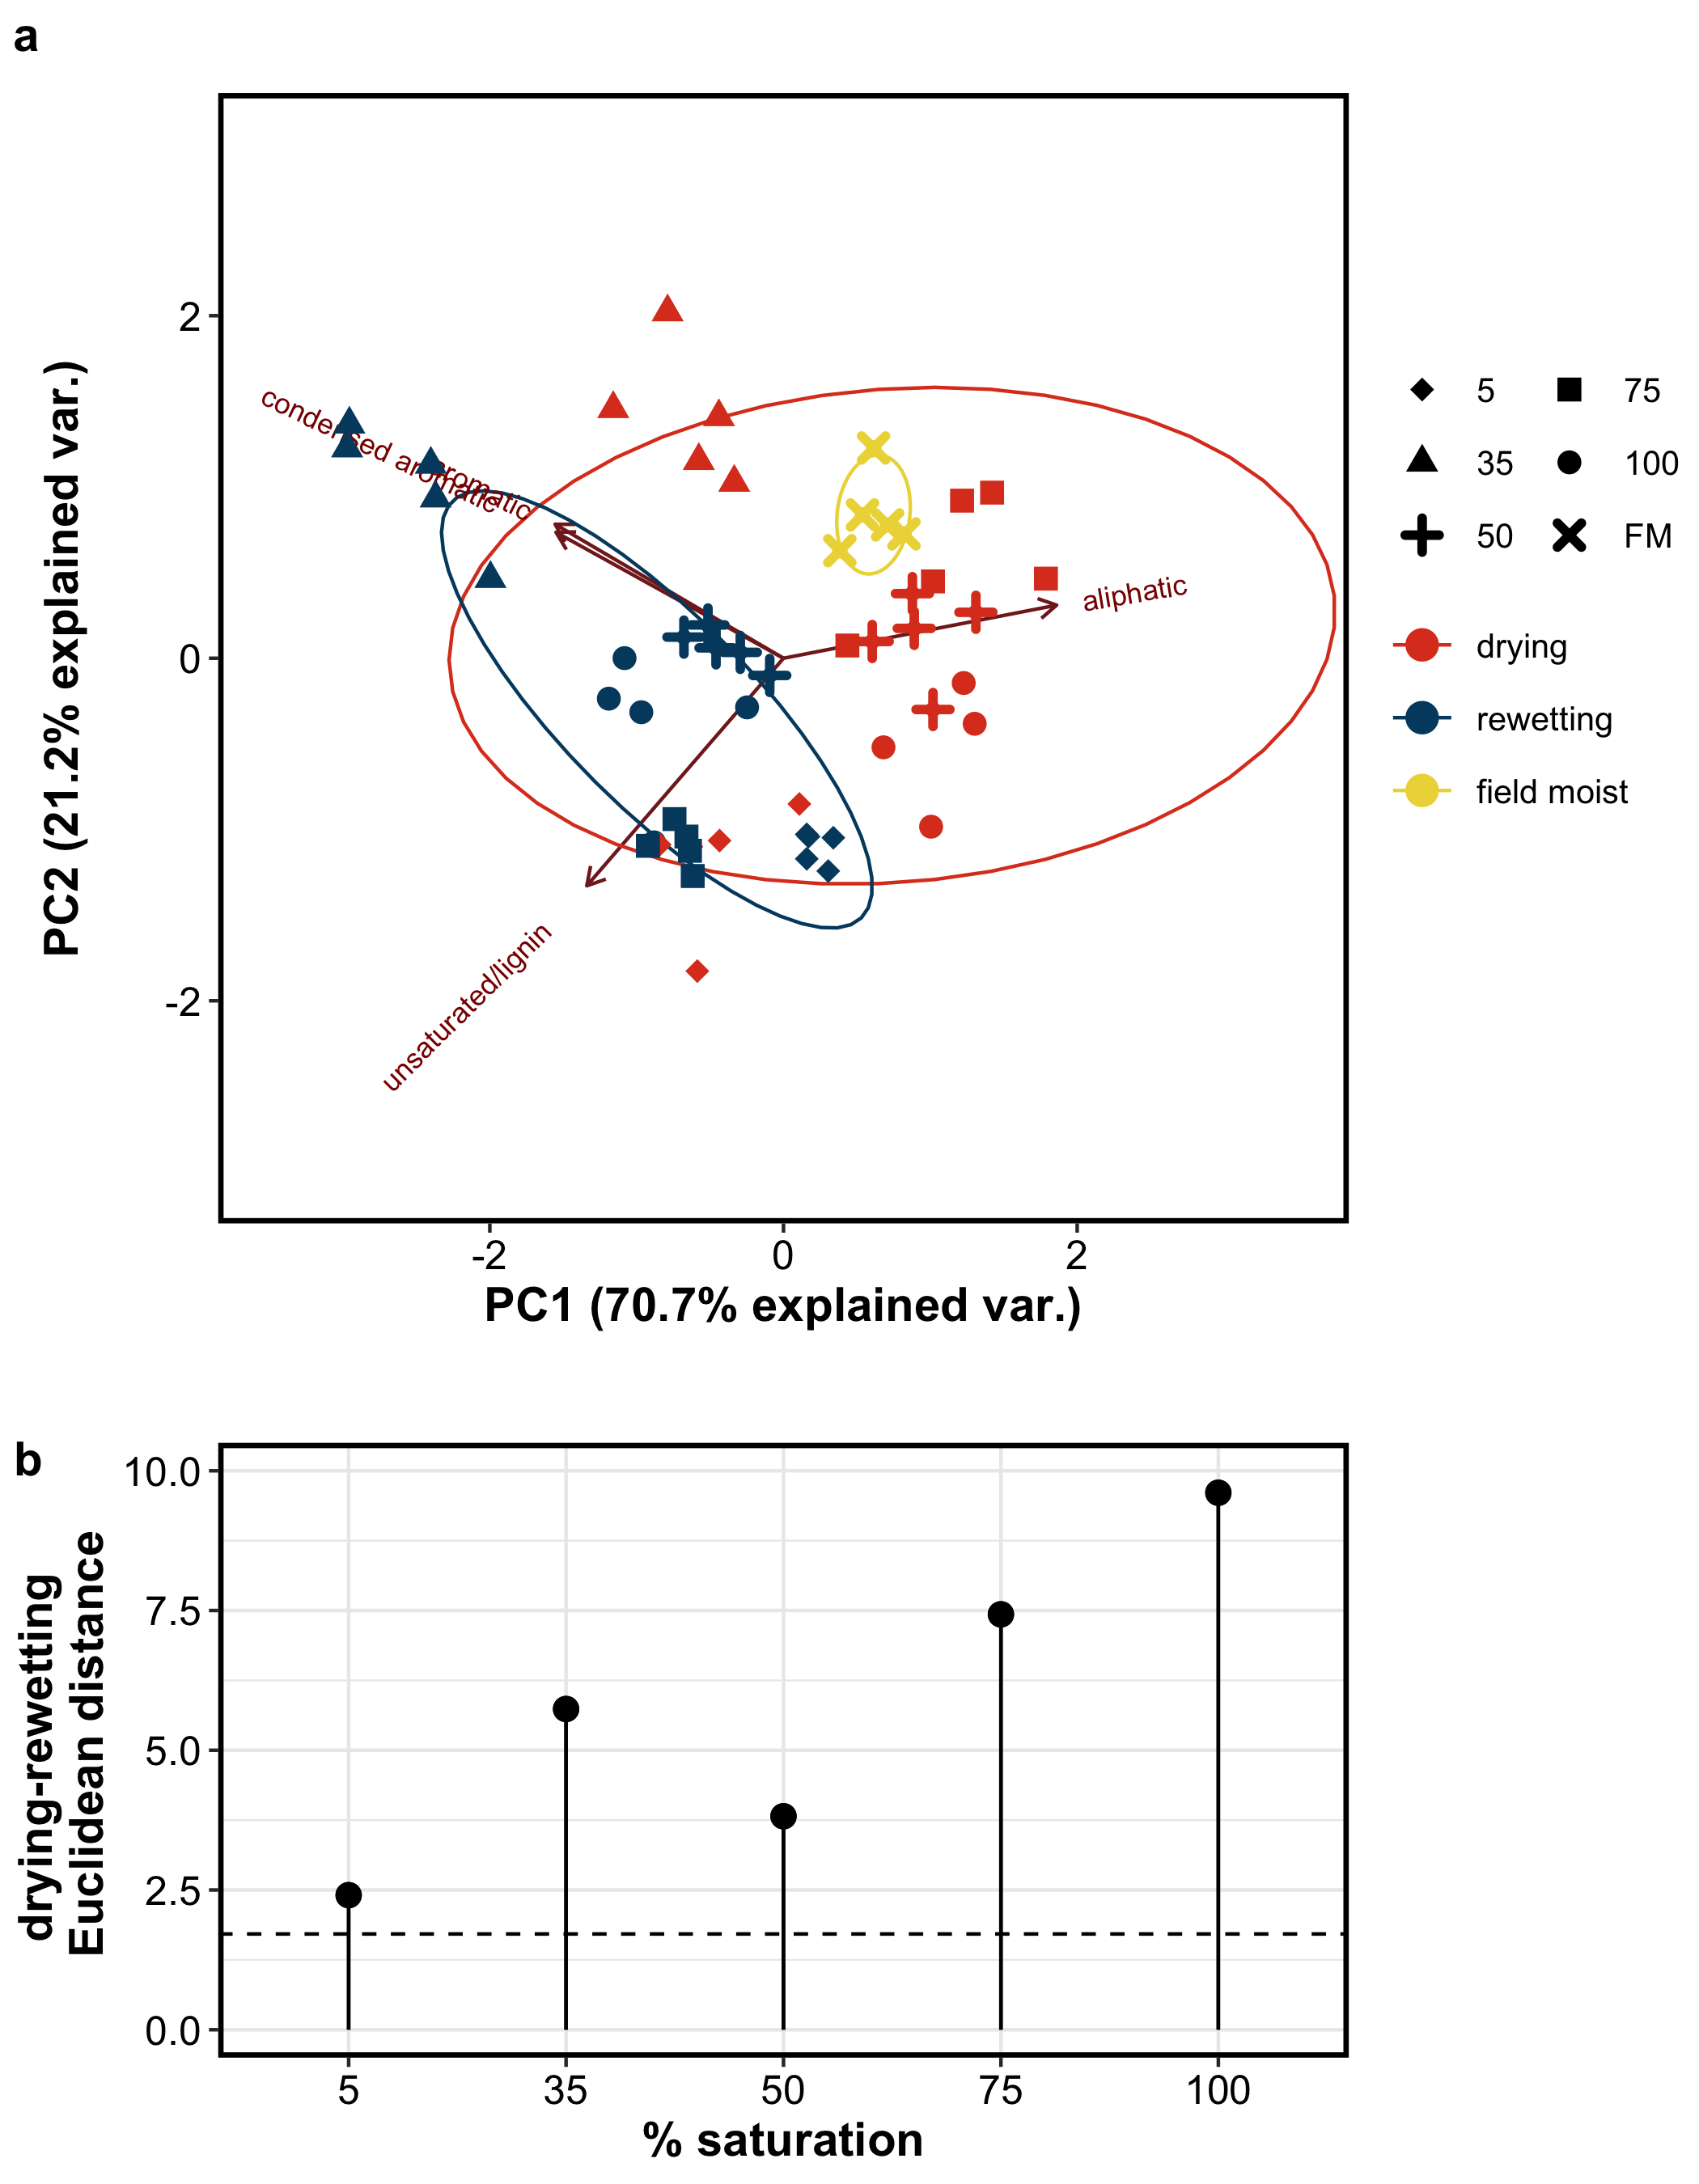 a
PC2 (21.2% explained var.)
2
0
-2
condensed aromatic
aromatic
aliphatic
unsaturated/lignin
-2
0
2
PC1 (70.7% explained var.)
5
75
35
100
50
FM
drying
rewetting
field moist
b
drying-rewetting
Euclidean distance
10.0
7.5
5.0
2.5
0.0
5
35
50
75
100
% saturation